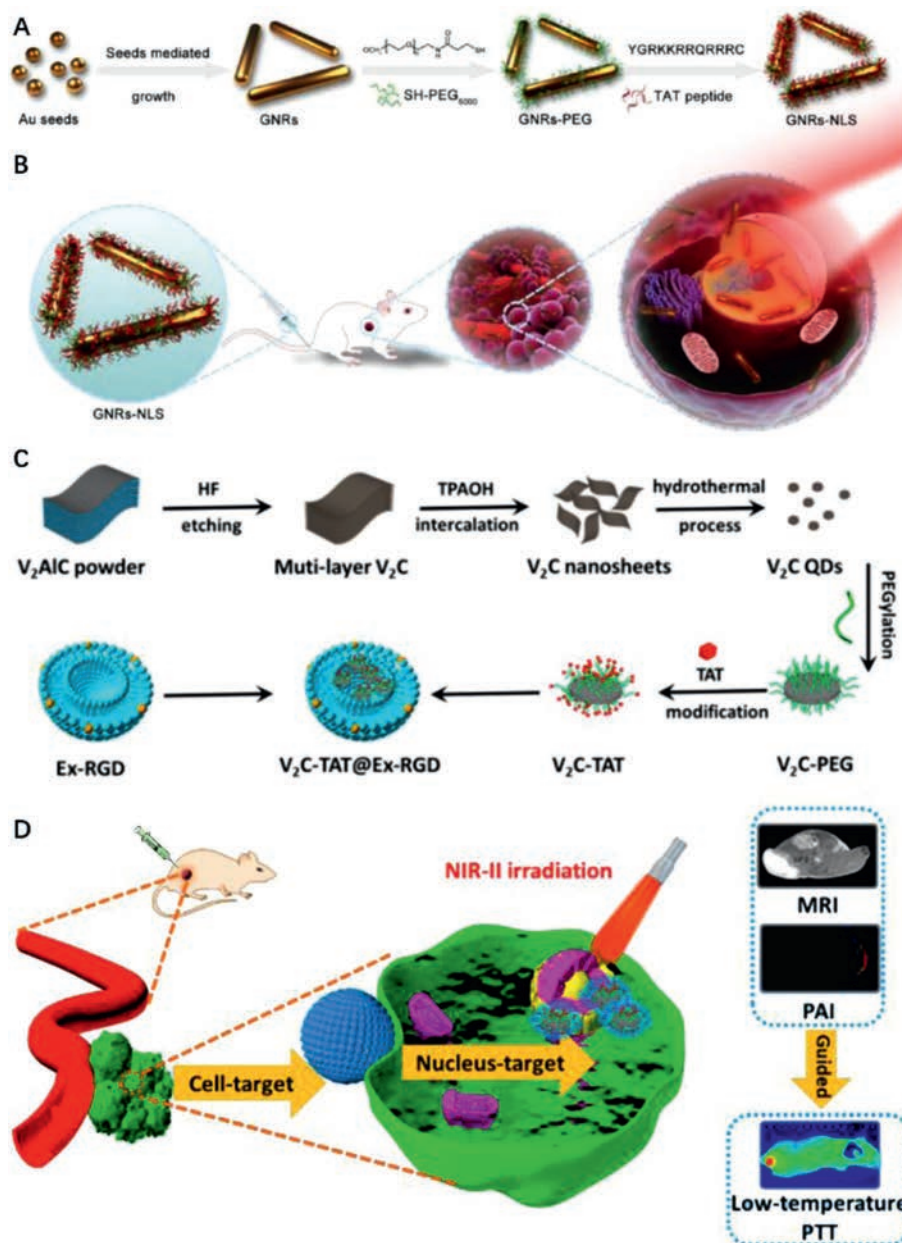 A
Au seeds
Seeds mediated
growth
GNRs
OCH₃
O
N
H
O
SH
SH-PEG₅₀₀₀
GNRs-PEG
YGRKKRRQRRRC
TAT peptide
GNRs-NLS
B
GNRs-NLS
C
V₂AlC powder
HF
etching
Muti-layer V₂C
TPAOH
intercalation
V₂C nanosheets
hydrothermal
process
V₂C QDs
PEGylation
V₂C-PEG
TAT
modification
V₂C-TAT
V₂C-TAT@Ex-RGD
Ex-RGD
D
NIR-II irradiation
Cell-target
Nucleus-target
MRI
PAI
Guided
Low-temperature
PTT